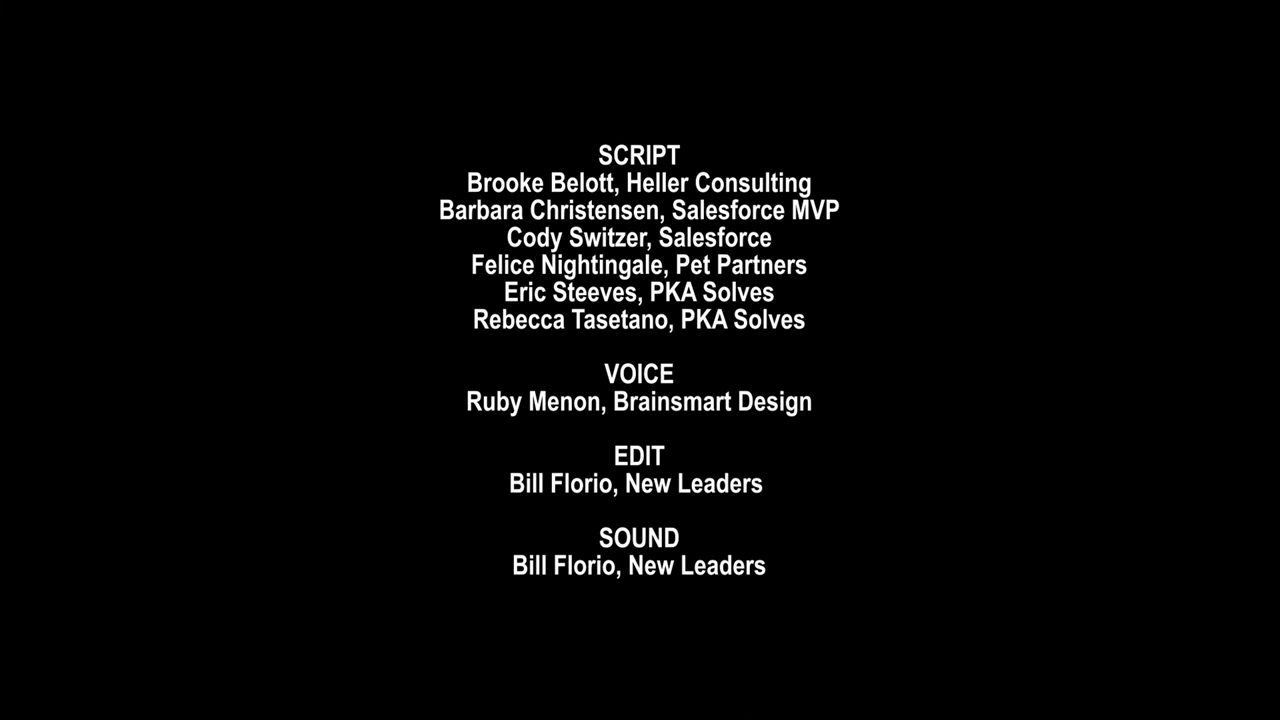 SCRIPT
Brooke Belott, Heller Consulting
Barbara Christensen, Salesforce MVP
Cody Switzer, Salesforce
Felice Nightingale, Pet Partners
Eric Steeves, PKA Solves
Rebecca Tasetano, PKA Solves
VOICE
Ruby Menon, Brainsmart Design
EDIT
Bill Florio, New Leaders
SOUND
Bill Florio, New Leaders